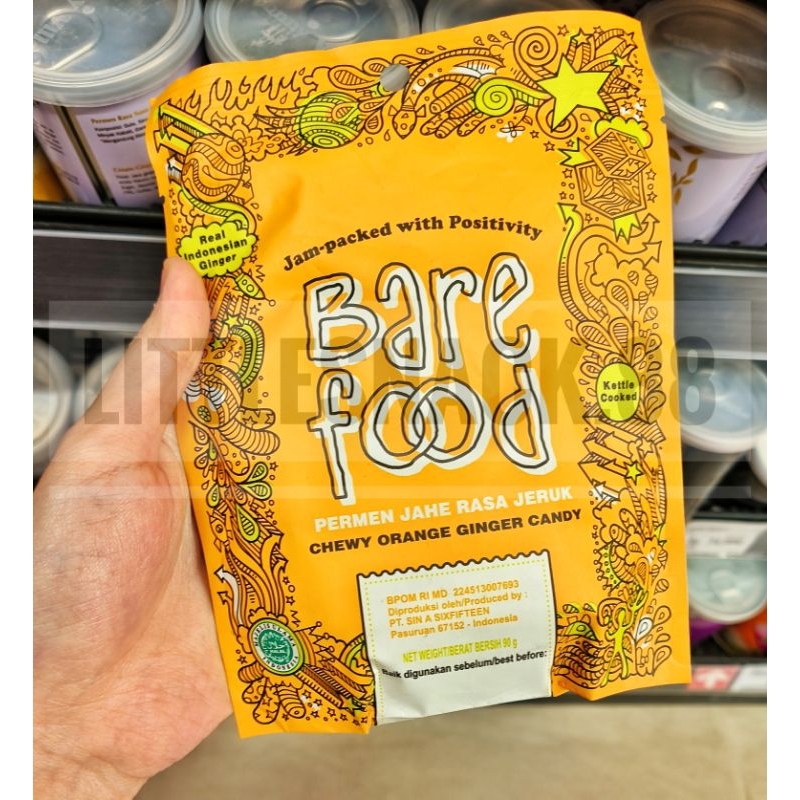 Real
Indonesian
Ginger
Jam-packed with Positivity
Bare
food
Kettle
Cooked
PERMEN JAHE RASA JERUK
CHEWY ORANGE GINGER CANDY
BPOM RI MD 224513007693
Diproduksi oleh/Produced by :
PT. SIN A SIXFIFTEEN
Pasuruan 67152 - Indonesia
NET WEIGHT/BERAT BERSIH 90 g
Baik digunakan sebelum/best before: